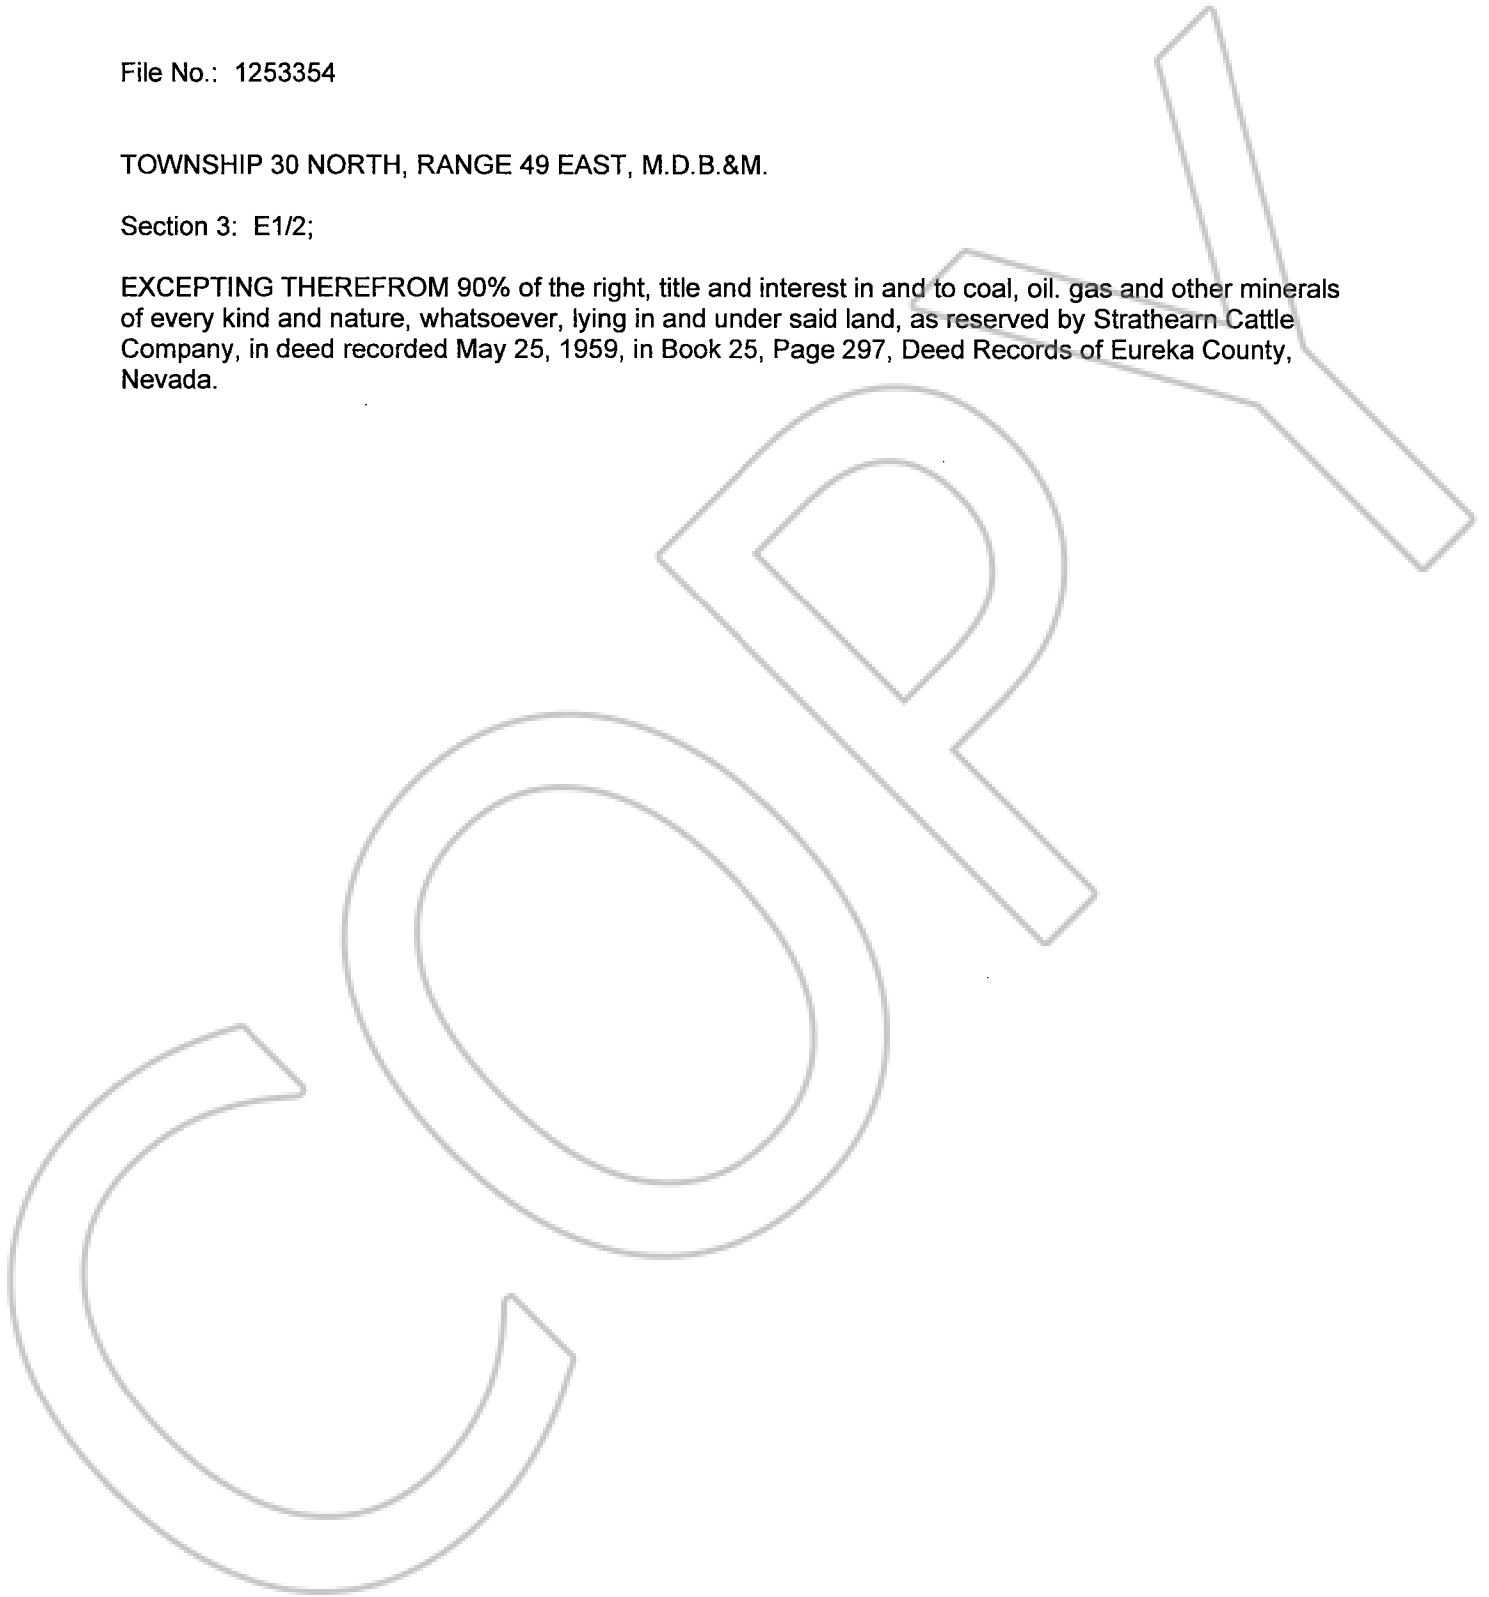 File No.: 1253354
TOWNSHIP 30 NORTH, RANGE 49 EAST, M.D.B.&M.
Section 3: E1/2;
EXCEPTING THEREFROM 90% of the right, title and interest in and to coal, oil. gas and other minerals
of every kind and nature, whatsoever, lying in and under said land, as reserved by Strathearn Cattle
Company, in deed recorded May 25, 1959, in Book 25, Page 297, Deed Records of Eureka County,
Nevada.
COPY